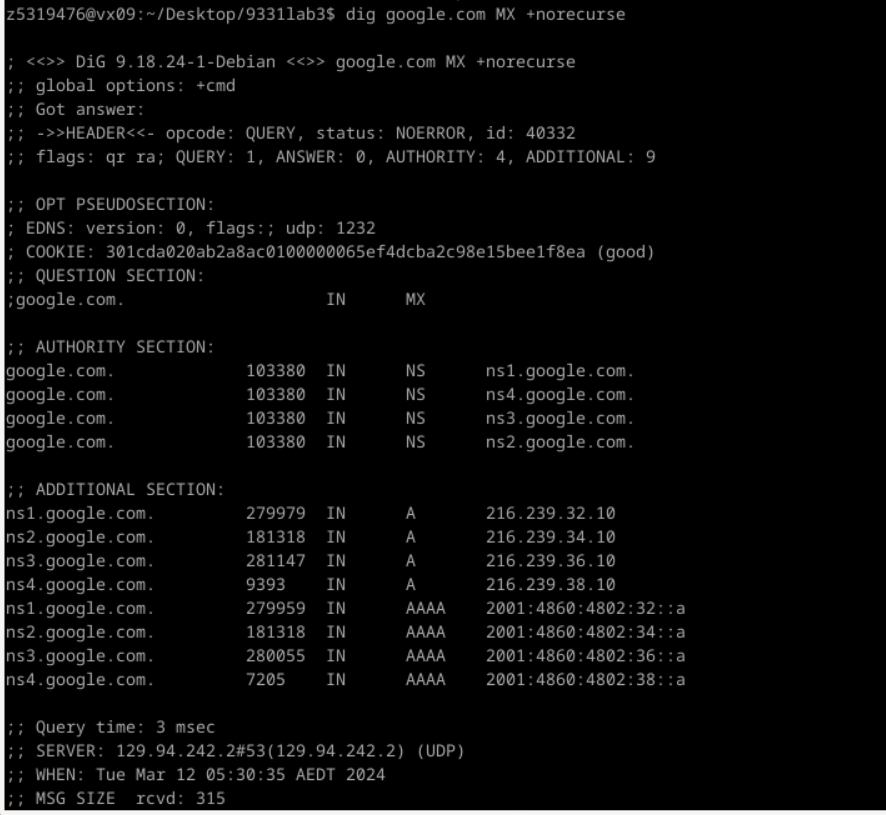 z5319476@vx09:~/Desktop/9331lab3$ dig google.com MX +norecurse
; <<>> DiG 9.18.24-1-Debian <<>> google.com MX +norecurse
;; global options: +cmd
;; Got answer:
;; ->>HEADER<<- opcode: QUERY, status: NOERROR, id: 40332
;; flags: qr ra; QUERY: 1, ANSWER: 0, AUTHORITY: 4, ADDITIONAL: 9
;; OPT PSEUDOSECTION:
; EDNS: version: 0, flags:; udp: 1232
; COOKIE: 301cda020ab2a8ac0100000065ef4dcba2c98e15bee1f8ea (good)
;; QUESTION SECTION:
;google.com. IN MX
;; AUTHORITY SECTION:
google.com. 103380 IN NS ns1.google.com.
google.com. 103380 IN NS ns4.google.com.
google.com. 103380 IN NS ns3.google.com.
google.com. 103380 IN NS ns2.google.com.
;; ADDITIONAL SECTION:
ns1.google.com. 279979 IN A 216.239.32.10
ns2.google.com. 181318 IN A 216.239.34.10
ns3.google.com. 281147 IN A 216.239.36.10
ns4.google.com. 9393 IN A 216.239.38.10
ns1.google.com. 279959 IN AAAA 2001:4860:4802:32::a
ns2.google.com. 181318 IN AAAA 2001:4860:4802:34::a
ns3.google.com. 280055 IN AAAA 2001:4860:4802:36::a
ns4.google.com. 7205 IN AAAA 2001:4860:4802:38::a
;; Query time: 3 msec
;; SERVER: 129.94.242.2#53(129.94.242.2) (UDP)
;; WHEN: Tue Mar 12 05:30:35 AEDT 2024
;; MSG SIZE rcvd: 315